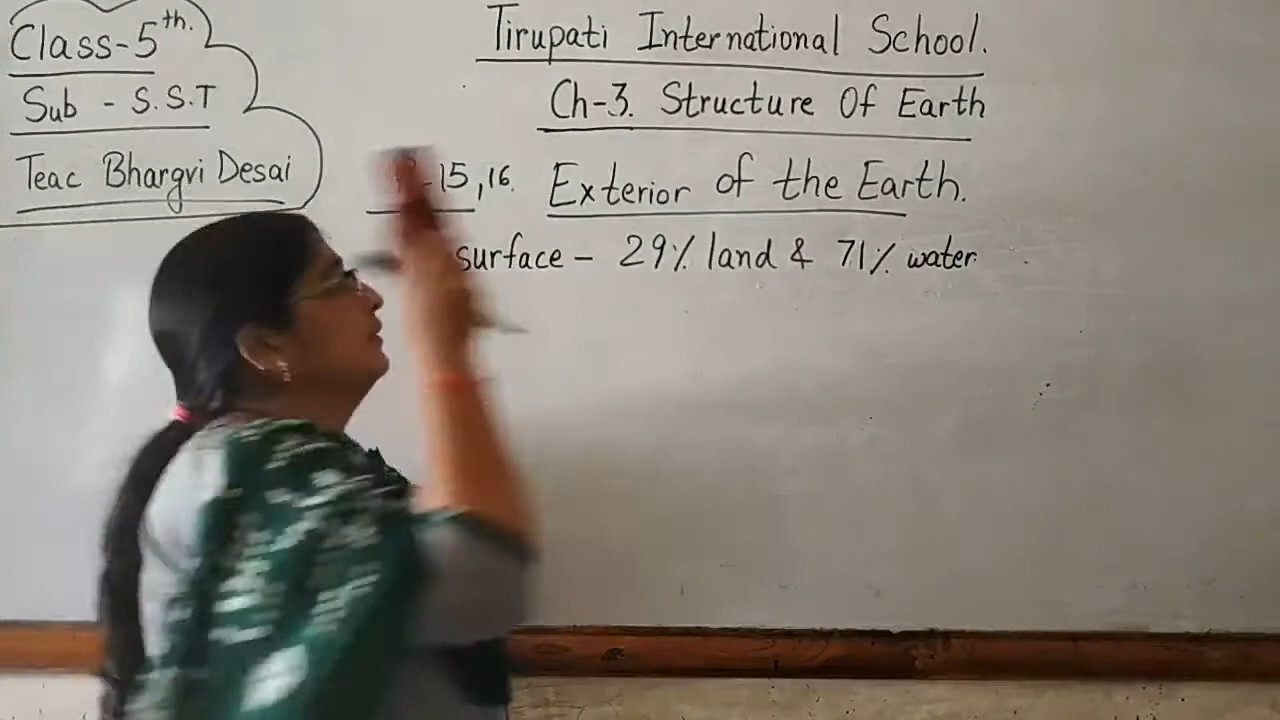 Class-5th.
Sub - S.S.T
Teac Bhargvi Desai
Tirupati International School.
Ch-3. Structure Of Earth
-15,16. Exterior of the Earth.
surface - 29% land & 71% water